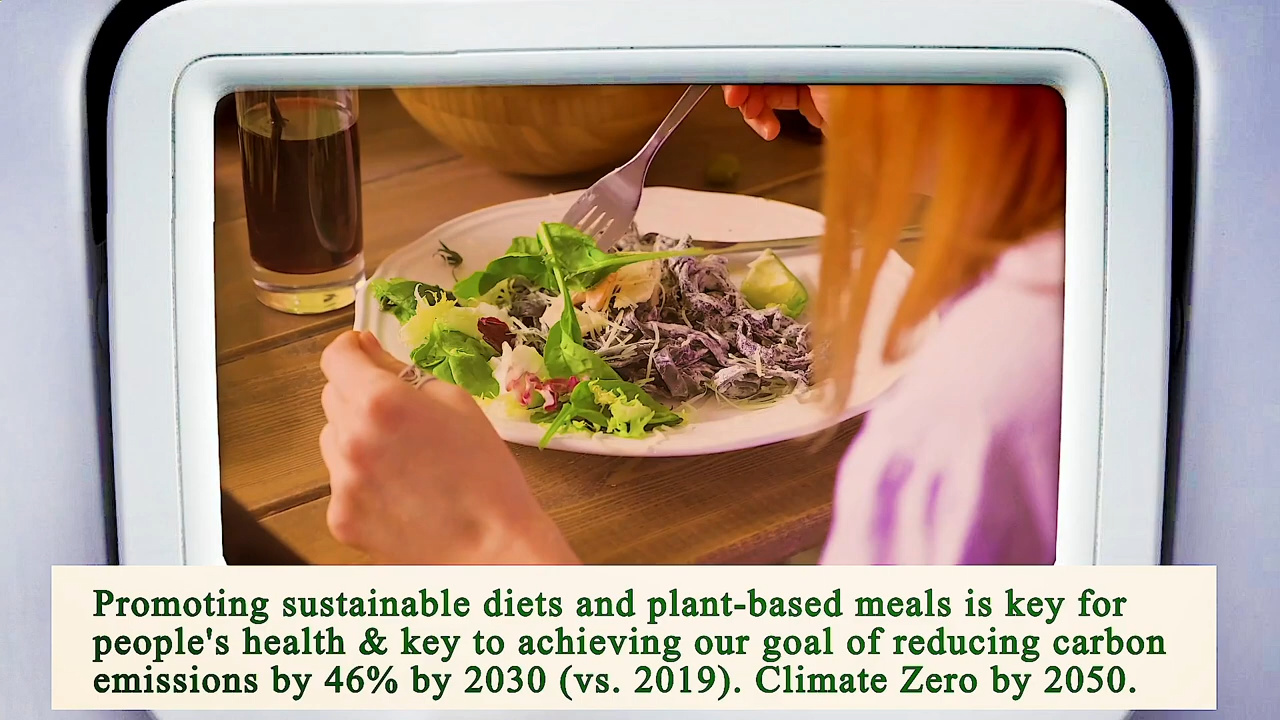 Promoting sustainable diets and plant-based meals is key for
people's health & key to achieving our goal of reducing carbon
emissions by 46% by 2030 (vs. 2019). Climate Zero by 2050.